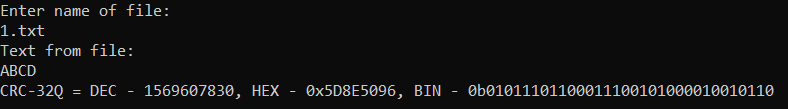 Enter name of file:
1.txt
Text from file:
ABCD
CRC-32Q = DEC - 1569607830, HEX - 0x5D8E5096, BIN - 0b01011101100011100101000010010110